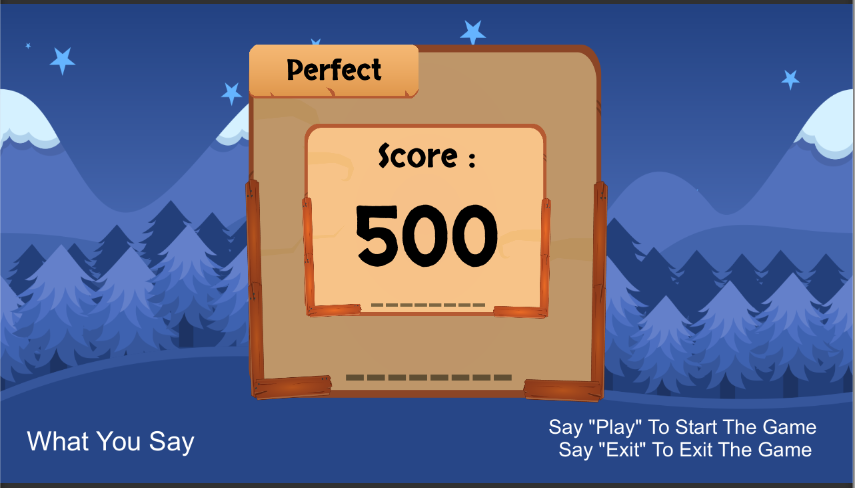 Perfect
Score :
500
What You Say
Say "Play" To Start The Game
Say "Exit" To Exit The Game